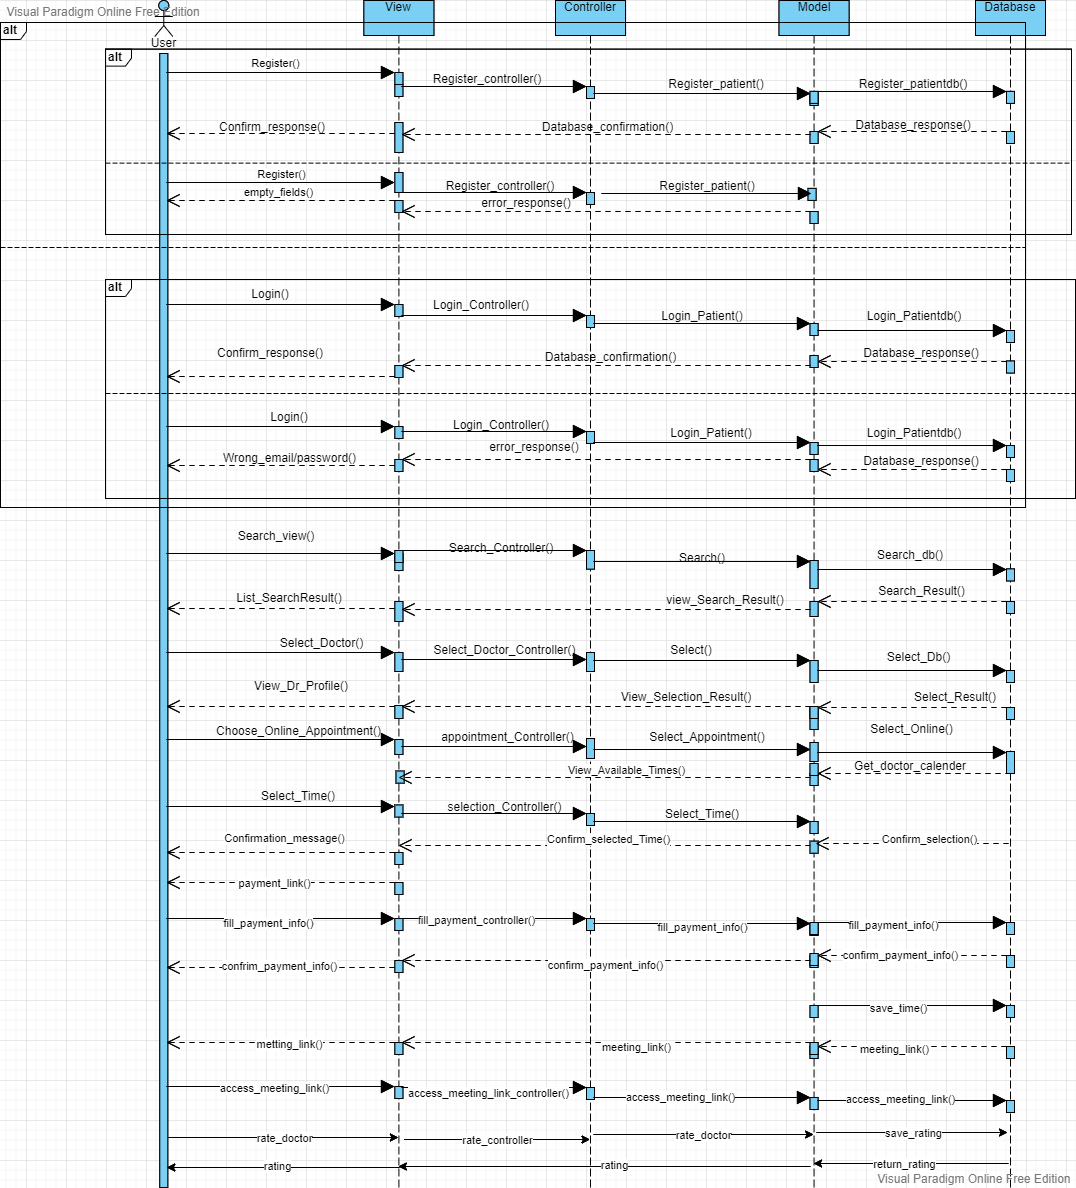 Visual Paradigm Online Free Edition
View
Controller
Model
Database
alt
User
alt
Register()
Register_controller()
Register_patient()
Register_patientdb()
Confirm_response()
Database_confirmation()
Database_response()
Register()
Register_controller()
Register_patient()
empty_fields()
error_response()
alt
Login()
Login_Controller()
Login_Patient()
Login_Patientdb()
Confirm_response()
Database_confirmation()
Database_response()
Login()
Login_Controller()
Login_Patient()
Login_Patientdb()
error_response()
Wrong_email/password()
Database_response()
Search_view()
Search_Controller()
Search()
Search_db()
List_SearchResult()
view_Search_Result()
Search_Result()
Select_Doctor()
Select_Doctor_Controller()
Select()
Select_Db()
View_Dr_Profile()
View_Selection_Result()
Select_Result()
Choose_Online_Appointment()
appointment_Controller()
Select_Appointment()
Select_Online()
View_Available_Times()
Get_doctor_calender
Select_Time()
selection_Controller()
Select_Time()
Confirmation_message()
Confirm_selected_Time()
Confirm_selection()
payment_link()
fill_payment_info()
fill_payment_controller()
fill_payment_info()
fill_payment_info()
confrim_payment_info()
confirm_payment_info()
confirm_payment_info()
save_time()
metting_link()
meeting_link()
meeting_link()
access_meeting_link()
access_meeting_link_controller()
access_meeting_link()
access_meeting_link()
rate_doctor
rate_controller
rate_doctor
save_rating
rating
rating
return_rating
Visual Paradigm Online Free Edition